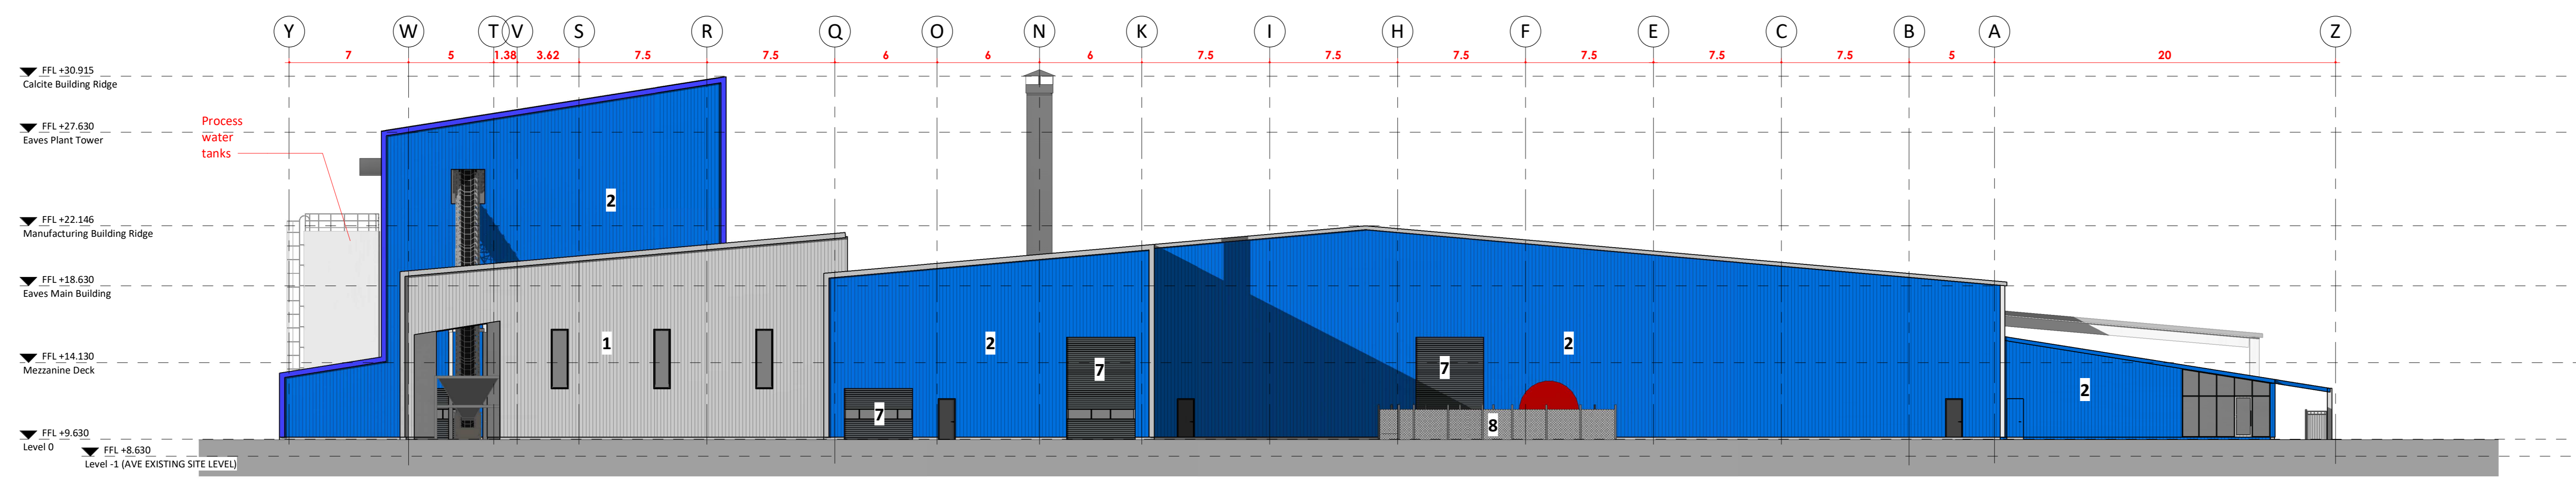 Y W T V S R Q O N K I H F E C B A Z
7 5 1.38 3.62 7.5 7.5 6 6 6 7.5 7.5 7.5 7.5 7.5 7.5 5 20
FFL +30.915
Calcite Building Ridge
FFL +27.630
Eaves Plant Tower
Process
water
tanks
2
FFL +22.146
Manufacturing Building Ridge
FFL +18.630
Eaves Main Building
1
2
2
FFL +14.130
Mezzanine Deck
7
7
2
7
8
FFL +9.630
Level 0
FFL +8.630
Level -1 (AVE EXISTING SITE LEVEL)